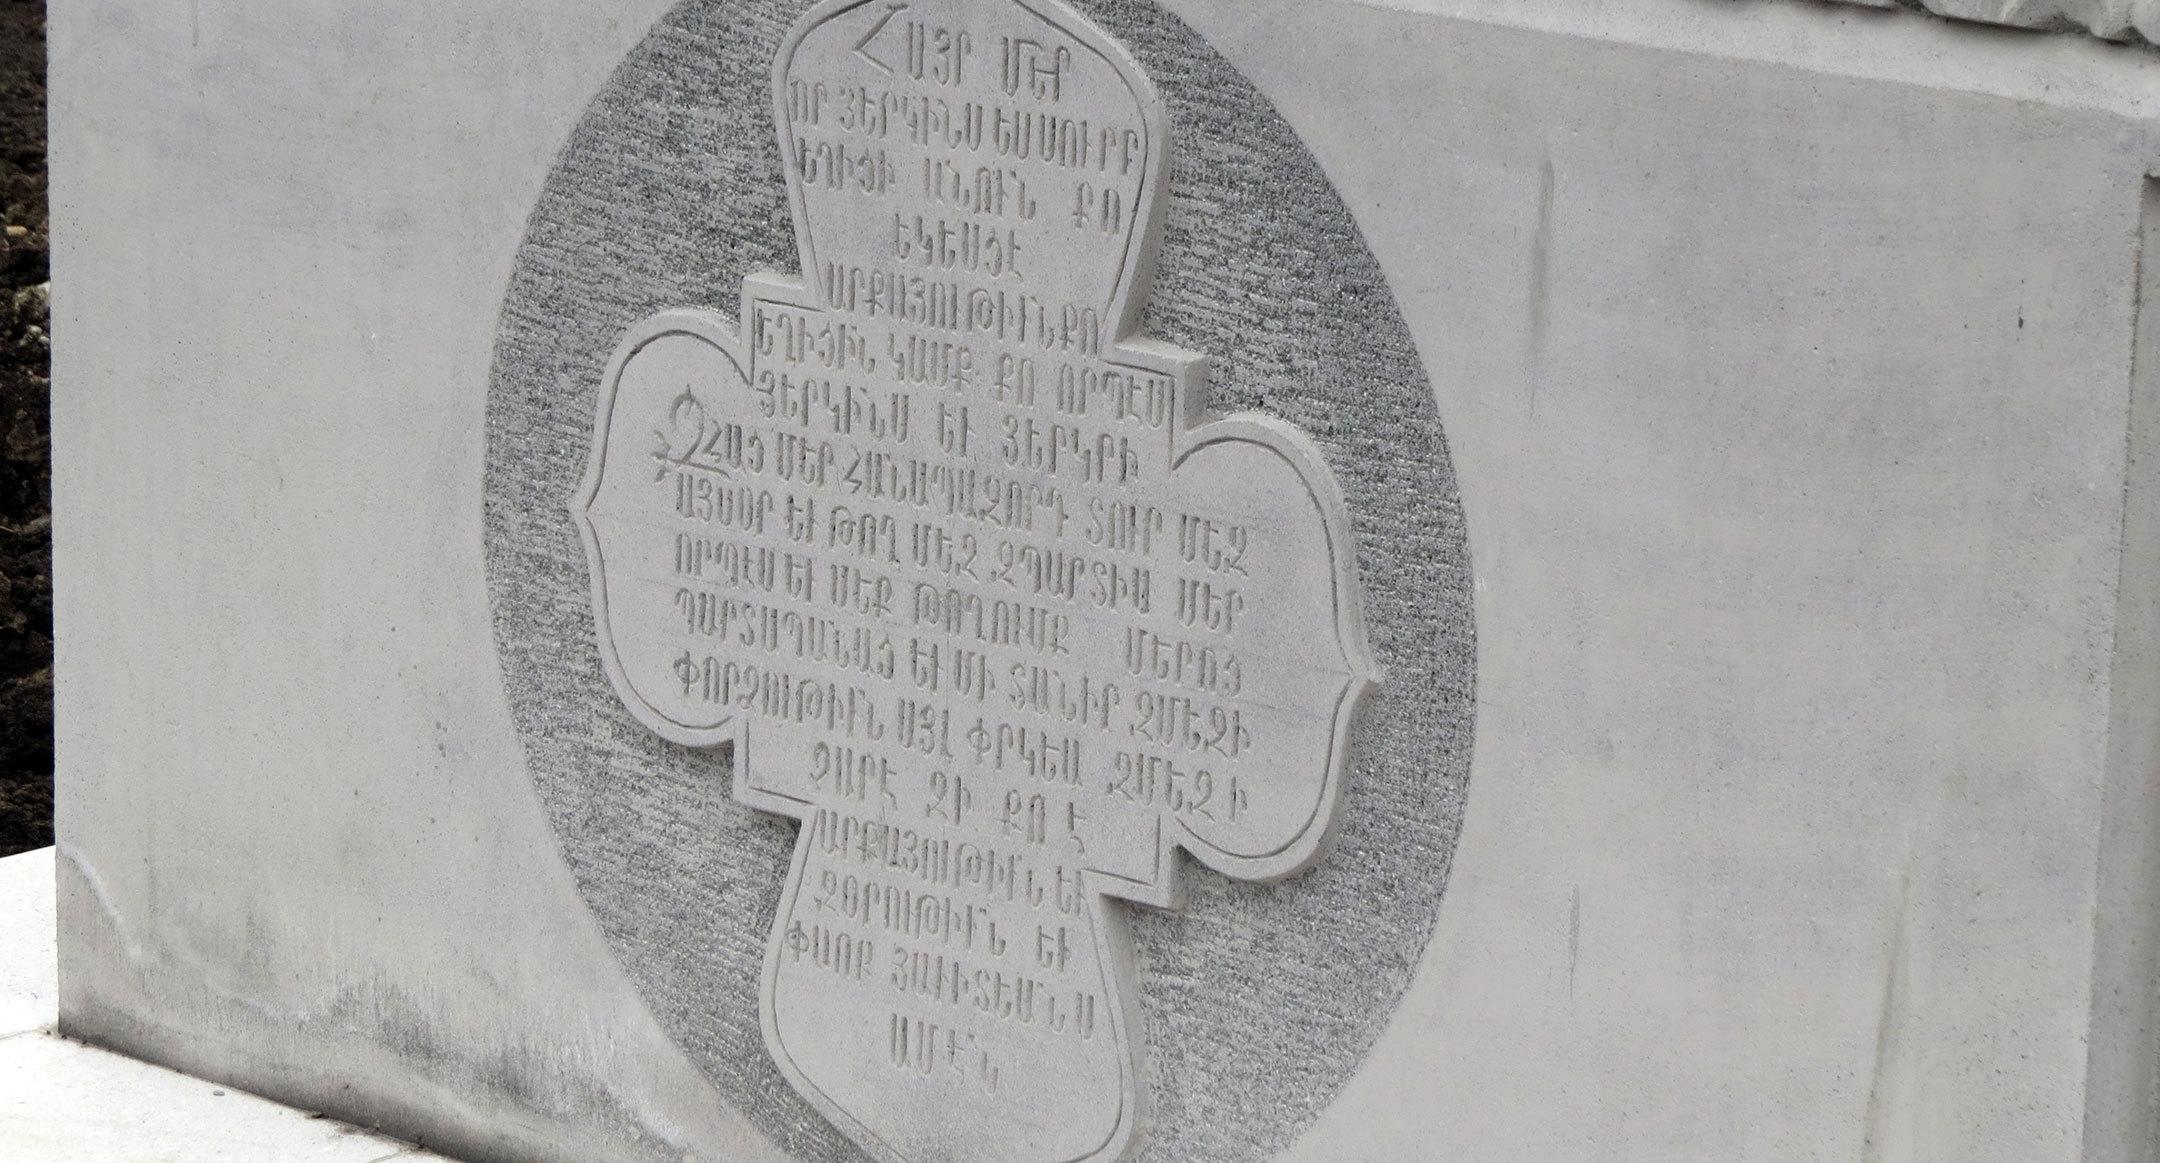 ՀԱՅՐ ՄԵՐ
ՈՐ ՅԵՐԿԻՆՍ ԵՍ ՍՈՒՐԲ
ԵՂԻՑԻ ԱՆՈՒՆ ՔՈ
ԵԿԵՍՑԷ
ԱՐՔԱՅՈՒԹԻՒՆ ՔՈ
ԵՂԻՑԻՆ ԿԱՄՔ ՔՈ ՈՐՊԷՍ
ՅԵՐԿԻՆՍ ԵՒ ՅԵՐԿՐԻ
ԶՀԱՑ ՄԵՐ ՀԱՆԱՊԱԶՈՐԴ ՏՈՒՐ ՄԵԶ
ԱՅՍՕՐ ԵՒ ԹՈՂ ՄԵԶ ԶՊԱՐՏԻՍ ՄԵՐ
ՈՐՊԷՍ ԵՒ ՄԵՔ ԹՈՂՈՒՄՔ ՄԵՐՈՑ
ՊԱՐՏԱՊԱՆԱՑ ԵՒ ՄԻ ՏԱՆԻՐ ԶՄԵԶ Ի
ՓՈՐՁՈՒԹԻՒՆ ԱՅԼ ՓՐԿԵԱ ԶՄԵԶ Ի
ՉԱՐԷ ԶԻ ՔՈ Է
ԱՐՔԱՅՈՒԹԻՒՆ ԵՒ
ԶՕՐՈՒԹԻՒՆ ԵՒ
ՓԱՌՔ ՅԱՒԻՏԵԱՆՍ
ԱՄԷՆ